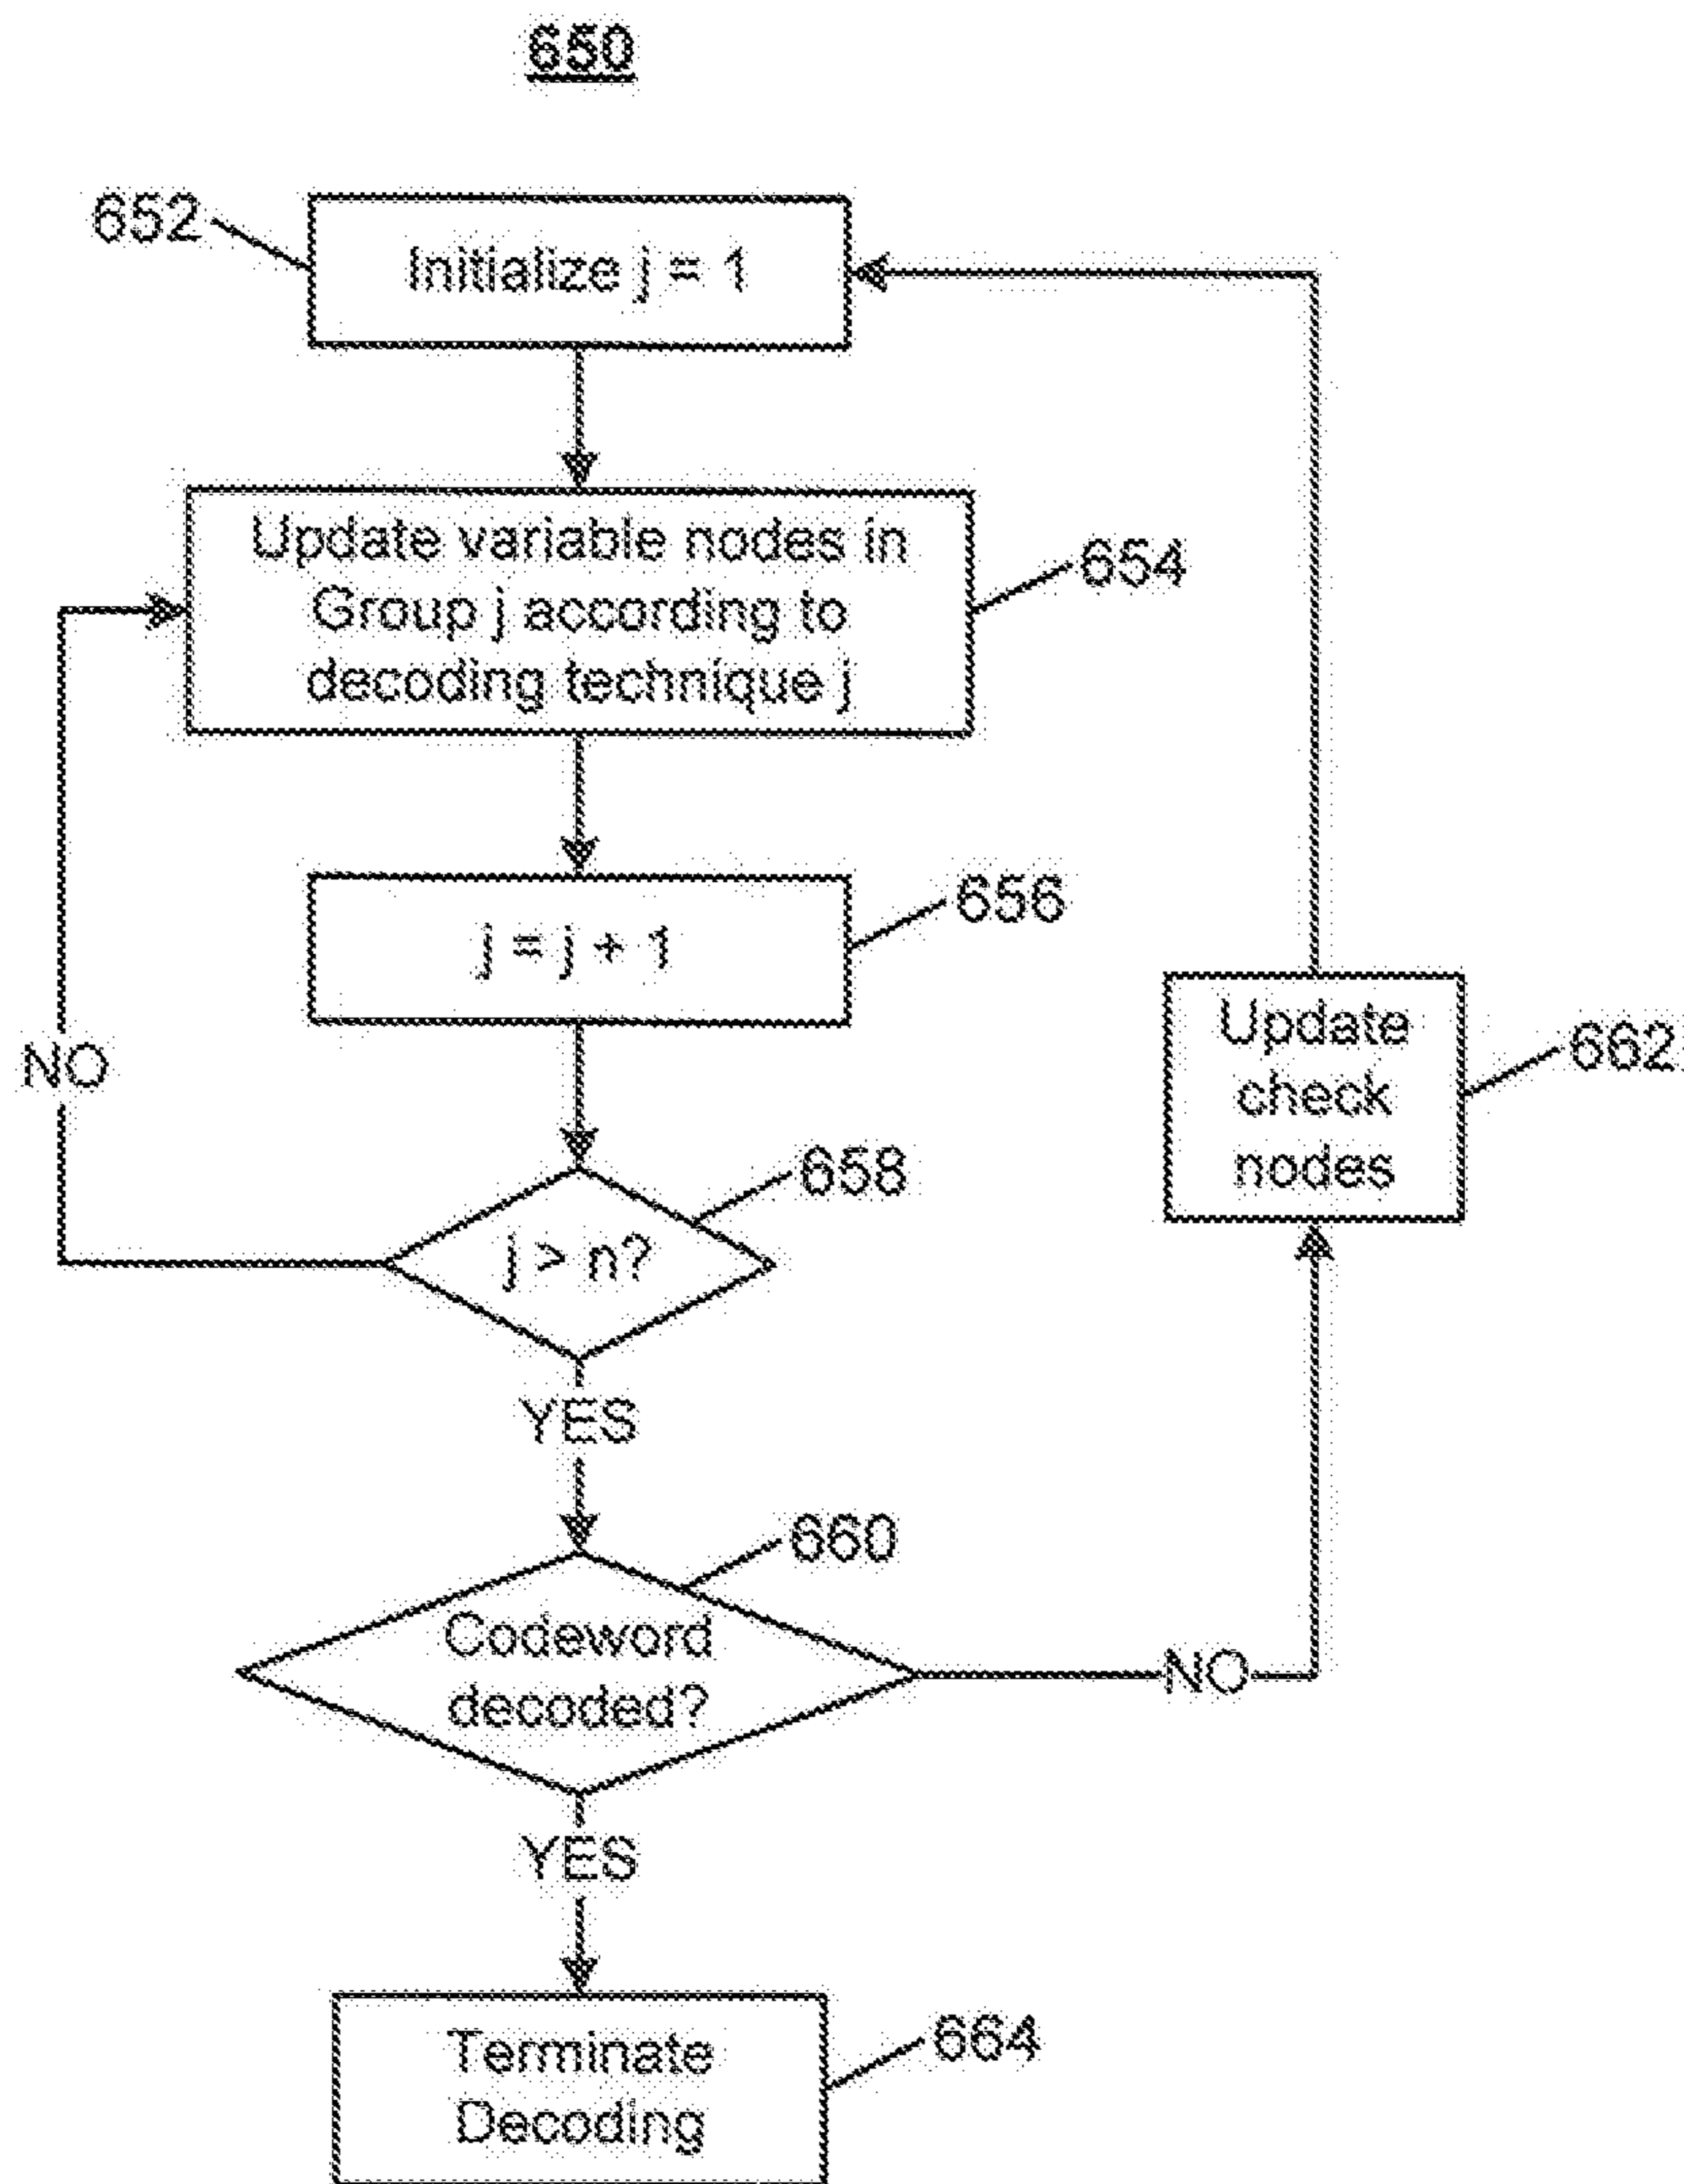 650
652
Initialize j = 1
Update variable nodes in
Group j according to
decoding technique j
654
j = j + 1
656
NO
Update
check
nodes
662
j > n?
658
YES
Codeword
decoded?
660
NO
YES
Terminate
Decoding
664